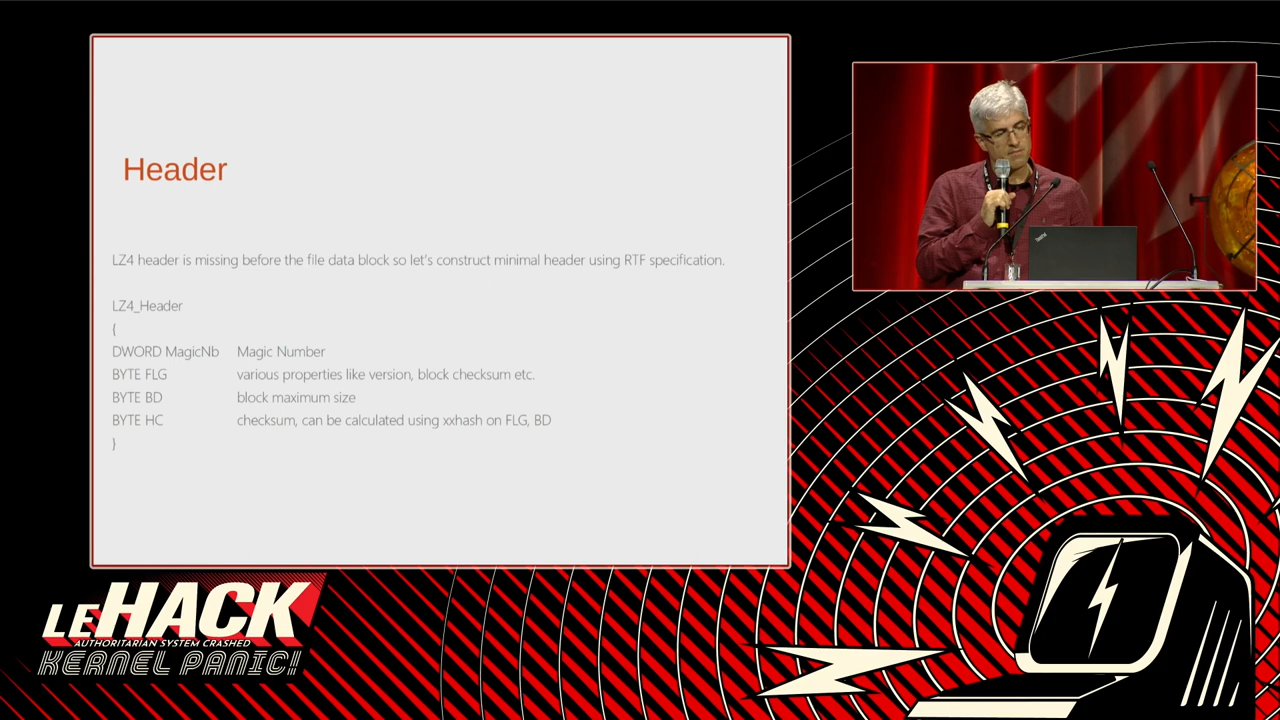 Header
LZ4 header is missing before the file data block so let's construct minimal header using RTF specification.
LZ4_Header
{
DWORD MagicNb Magic Number
BYTE FLG various properties like version, block checksum etc.
BYTE BD block maximum size
BYTE HC checksum, can be calculated using xxhash on FLG, BD
}
LEHACK
AUTHORITARIAN SYSTEM CRASHED
KERNEL PANIC!
ThinkPad